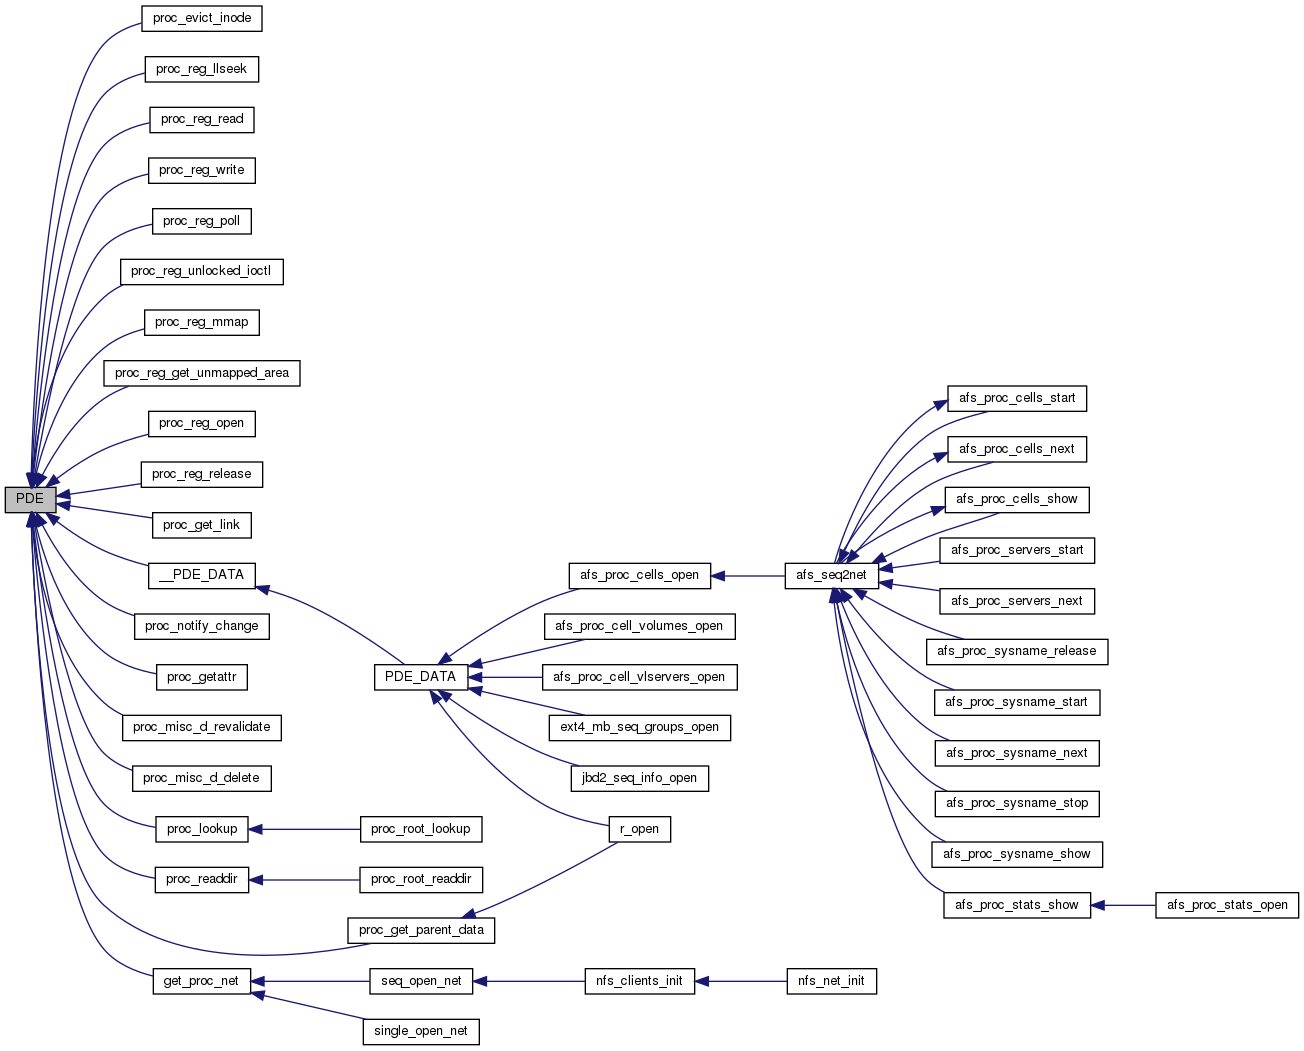 proc_evict_inode
proc_reg_llseek
proc_reg_read
proc_reg_write
proc_reg_poll
proc_reg_unlocked_ioctl
proc_reg_mmap
proc_reg_get_unmapped_area
proc_reg_open
proc_reg_release
PDE
proc_get_link
__PDE_DATA
proc_notify_change
proc_getattr
proc_misc_d_revalidate
proc_misc_d_delete
proc_lookup
proc_readdir
get_proc_net
PDE_DATA
proc_root_lookup
proc_root_readdir
proc_get_parent_data
seq_open_net
single_open_net
afs_proc_cells_open
afs_proc_cell_volumes_open
afs_proc_cell_vlservers_open
ext4_mb_seq_groups_open
jbd2_seq_info_open
r_open
nfs_clients_init
afs_seq2net
nfs_net_init
afs_proc_cells_start
afs_proc_cells_next
afs_proc_cells_show
afs_proc_servers_start
afs_proc_servers_next
afs_proc_sysname_release
afs_proc_sysname_start
afs_proc_sysname_next
afs_proc_sysname_stop
afs_proc_sysname_show
afs_proc_stats_show
afs_proc_stats_open